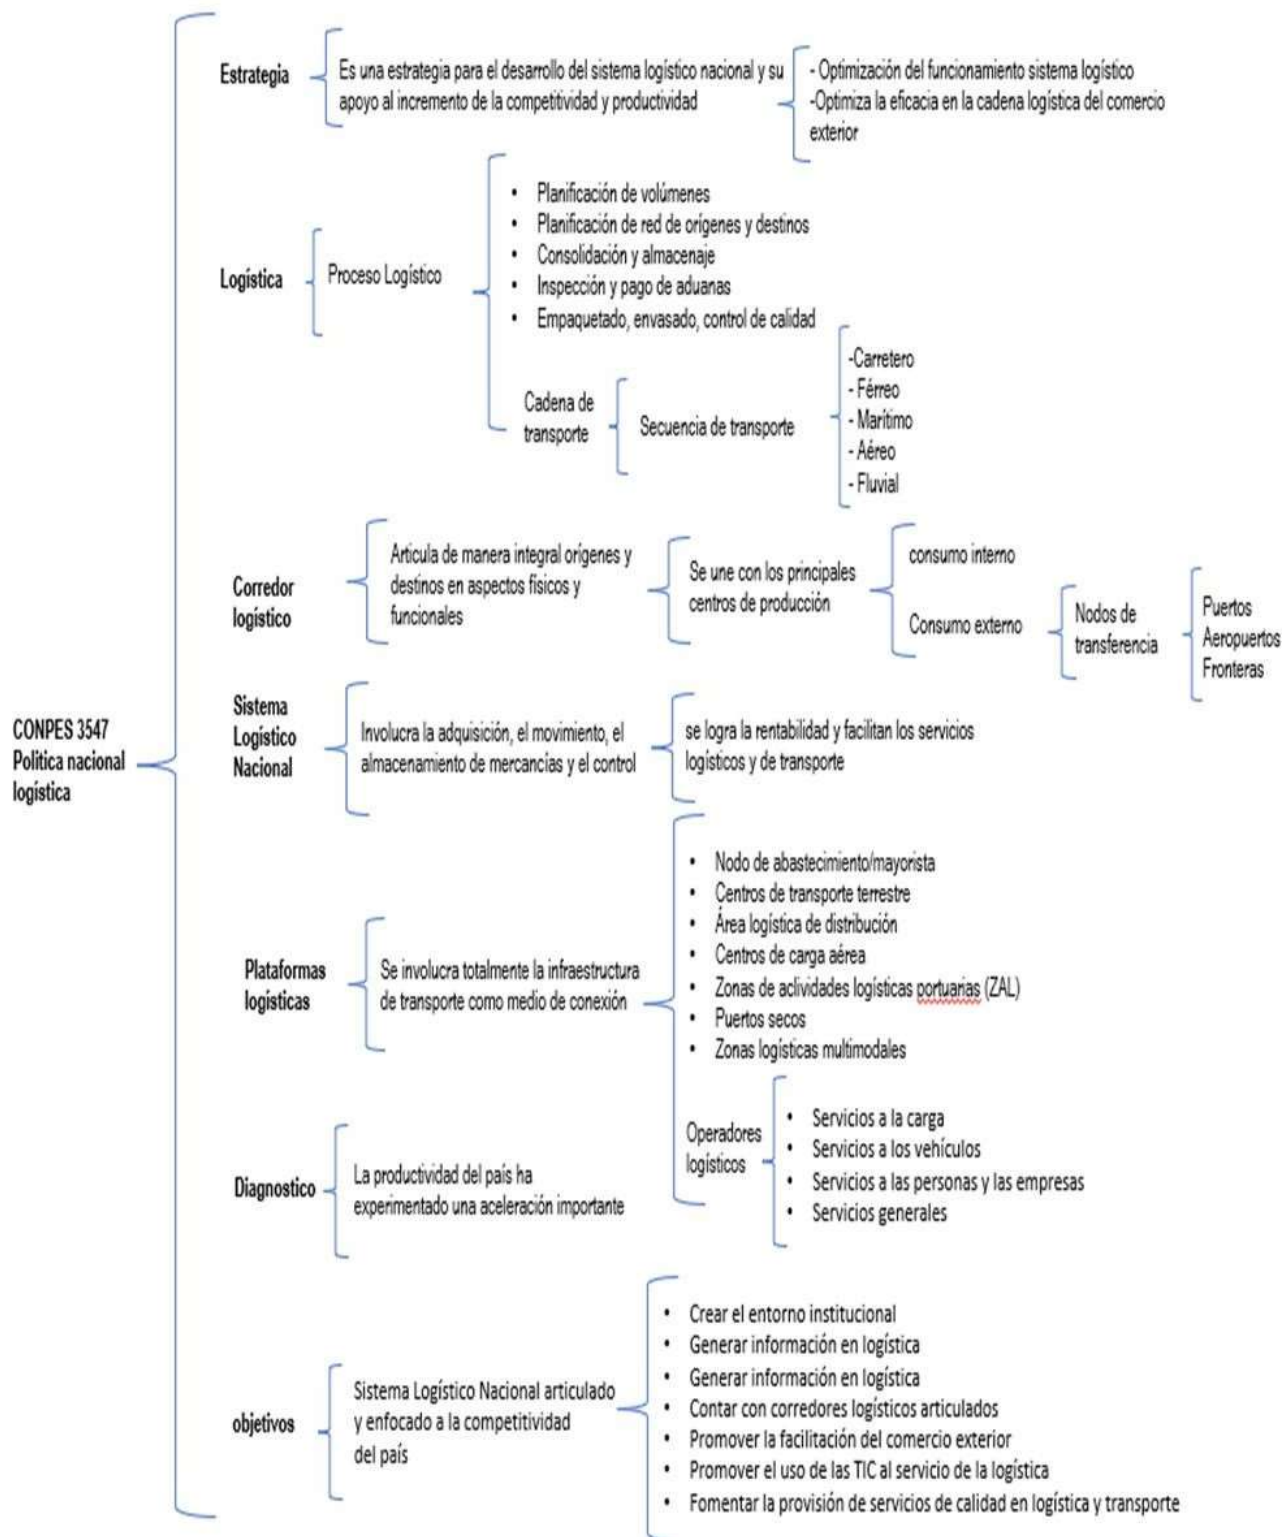 CONPES 3547
Política nacional
logística
Estrategia
Es una estrategia para el desarrollo del sistema logístico nacional y su
apoyo al incremento de la competitividad y productividad
- Optimización del funcionamiento sistema logístico
-Optimiza la eficacia en la cadena logística del comercio
exterior
Logística
Proceso Logístico
• Planificación de volúmenes
• Planificación de red de orígenes y destinos
• Consolidación y almacenaje
• Inspección y pago de aduanas
• Empaquetado, envasado, control de calidad
Cadena de
transporte
Secuencia de transporte
-Carretero
- Férreo
- Marítimo
- Aéreo
- Fluvial
Corredor
logístico
Articula de manera integral orígenes y
destinos en aspectos físicos y
funcionales
Se une con los principales
centros de producción
consumo interno
Consumo externo
Nodos de
transferencia
Puertos
Aeropuertos
Fronteras
Sistema
Logístico
Nacional
Involucra la adquisición, el movimiento, el
almacenamiento de mercancías y el control
se logra la rentabilidad y facilitan los servicios
logísticos y de transporte
Plataformas
logísticas
Se involucra totalmente la infraestructura
de transporte como medio de conexión
• Nodo de abastecimiento/mayorista
• Centros de transporte terrestre
• Área logística de distribución
• Centros de carga aérea
• Zonas de actividades logísticas portuarias (ZAL)
• Puertos secos
• Zonas logísticas multimodales
Operadores
logísticos
• Servicios a la carga
• Servicios a los vehículos
• Servicios a las personas y las empresas
• Servicios generales
Diagnostico
La productividad del país ha
experimentado una aceleración importante
objetivos
Sistema Logístico Nacional articulado
y enfocado a la competitividad
del país
• Crear el entorno institucional
• Generar información en logística
• Generar información en logística
• Contar con corredores logísticos articulados
• Promover la facilitación del comercio exterior
• Promover el uso de las TIC al servicio de la logística
• Fomentar la provisión de servicios de calidad en logística y transporte